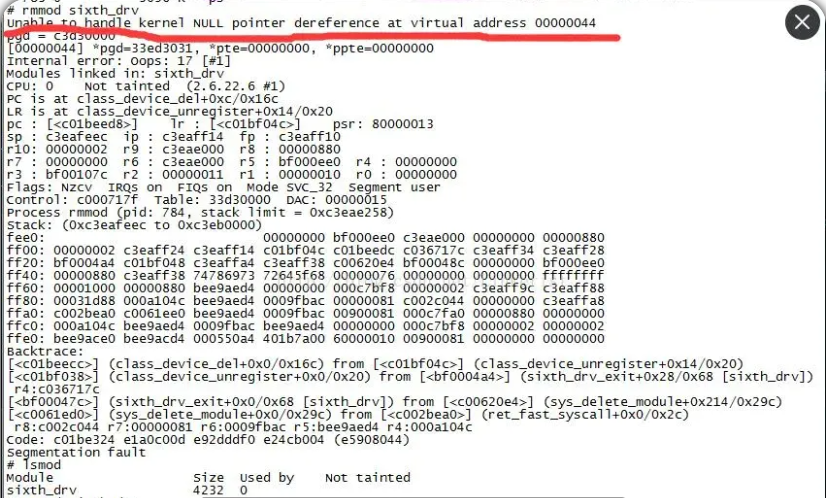 # rmmod sixth_drv
Unable to handle kernel NULL pointer dereference at virtual address 00000044
pgd = c3d30000
[00000044] *pgd=33ed3031, *pte=00000000, *ppte=00000000
Internal error: Oops: 17 [#1]
Modules linked in: sixth_drv
CPU: 0    Not tainted  (2.6.22.6 #1)
PC is at class_device_del+0xc/0x16c
LR is at class_device_unregister+0x14/0x20
pc : [<c01beed8>]    lr : [<c01bf04c>]    psr: 80000013
sp : c3eafeec  ip : c3eaff14  fp : c3eaff10
r10: 00000002  r9 : c3eae000  r8 : 00000880
r7 : 00000000  r6 : c3eae000  r5 : bf000ee0  r4 : 00000000
r3 : bf00107c  r2 : 00000011  r1 : 00000010  r0 : 00000000
Flags: Nzcv  IRQs on  FIQs on  Mode SVC_32  Segment user
Control: c000717f  Table: 33d30000  DAC: 00000015
Process rmmod (pid: 784, stack limit = 0xc3eae258)
Stack: (0xc3eafeec to 0xc3eb0000)
fee0:                            00000000 bf000ee0 c3eae000 00000000 00000880
ff00: 00000002 c3eaff24 c3eaff14 c01bf04c c01beedc c036717c c3eaff34 c3eaff28
ff20: bf0004a4 c01bf048 c3eaffa4 c3eaff38 c00620e4 bf00048c 00000000 bf000ee0
ff40: 00000880 c3eaff38 74786973 72645f68 00000076 00000000 00000000 ffffffff
ff60: 00001000 00000880 bee9aed4 00000000 000c7bf8 00000002 c3eaff9c c3eaff88
ff80: 00031d88 000a104c bee9aed4 0009fbac 00000081 c002c044 00000000 c3eaffa8
ffa0: c002bea0 c0061ee0 000a104c bee9aed4 0009fbac 00900081 000c7fa0 00000880 00000000
ffc0: 000a104c bee9aed4 0009fbac bee9aed4 00000000 000c7bf8 00000002 00000002
ffe0: bee9ace0 bee9acd4 000550a4 401b7a00 60000010 00900081 00000000 00000000
Backtrace:
[<c01beecc>] (class_device_del+0x0/0x16c) from [<c01bf04c>] (class_device_unregister+0x14/0x20)
[<c01bf038>] (class_device_unregister+0x0/0x20) from [<bf0004a4>] (sixth_drv_exit+0x28/0x68 [sixth_drv])
 r4:c036717c
[<bf00047c>] (sixth_drv_exit+0x0/0x68 [sixth_drv]) from [<c00620e4>] (sys_delete_module+0x214/0x29c)
[<c0061ed0>] (sys_delete_module+0x0/0x29c) from [<c002bea0>] (ret_fast_syscall+0x0/0x2c)
 r8:c002c044 r7:00000081 r6:0009fbac r5:bee9aed4 r4:000a104c
Code: c01be324 e1a0c00d e92dddf0 e24cb004 (e5908044)
Segmentation fault
# lsmod
Module                  Size  Used by    Not tainted
sixth_drv               4232  0